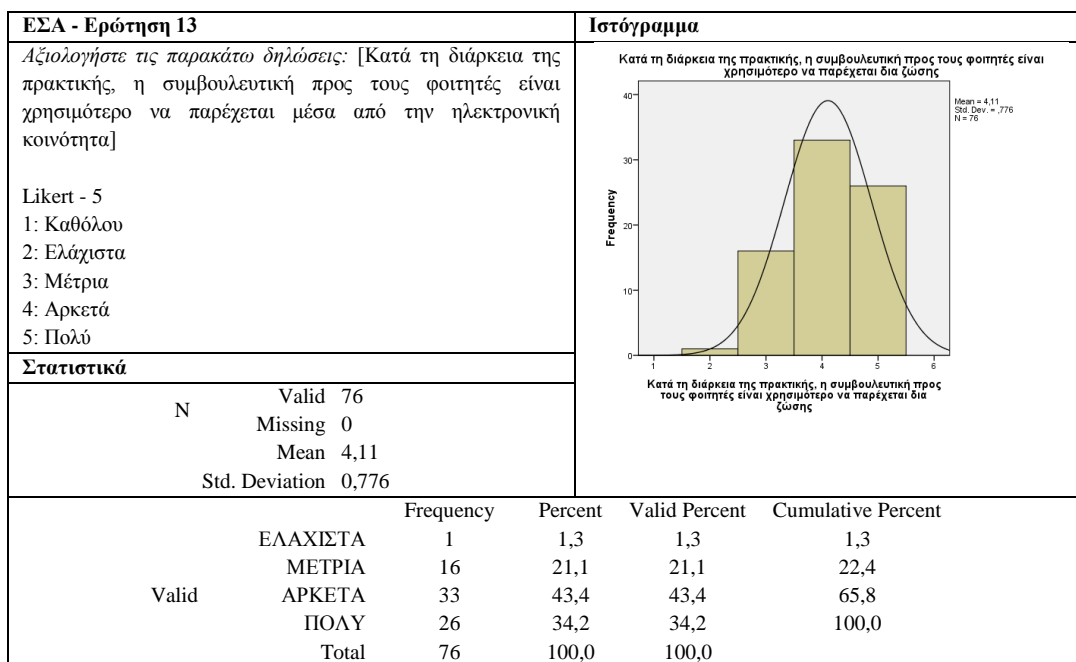 ΕΣΑ - Ερώτηση 13
Αξιολογήστε τις παρακάτω δηλώσεις: [Κατά τη διάρκεια της
πρακτικής, η συμβουλευτική προς τους φοιτητές είναι
χρησιμότερο να παρέχεται μέσα από την ηλεκτρονική
κοινότητα]
Likert - 5
1: Καθόλου
2: Ελάχιστα
3: Μέτρια
4: Αρκετά
5: Πολύ
Στατιστικά
N Valid 76
Missing 0
Mean 4,11
Std. Deviation 0,776
Ιστόγραμμα
Κατά τη διάρκεια της πρακτικής, η συμβουλευτική προς τους φοιτητές είναι
χρησιμότερο να παρέχεται δια ζώσης
Mean = 4,11
Std. Dev. = ,776
N = 76
Frequency
40
30
20
10
0
1 2 3 4 5 6
Κατά τη διάρκεια της πρακτικής, η συμβουλευτική προς
τους φοιτητές είναι χρησιμότερο να παρέχεται δια
ζώσης
Frequency Percent Valid Percent Cumulative Percent
ΕΛΑΧΙΣΤΑ 1 1,3 1,3 1,3
ΜΕΤΡΙΑ 16 21,1 21,1 22,4
Valid ΑΡΚΕΤΑ 33 43,4 43,4 65,8
ΠΟΛΥ 26 34,2 34,2 100,0
Total 76 100,0 100,0